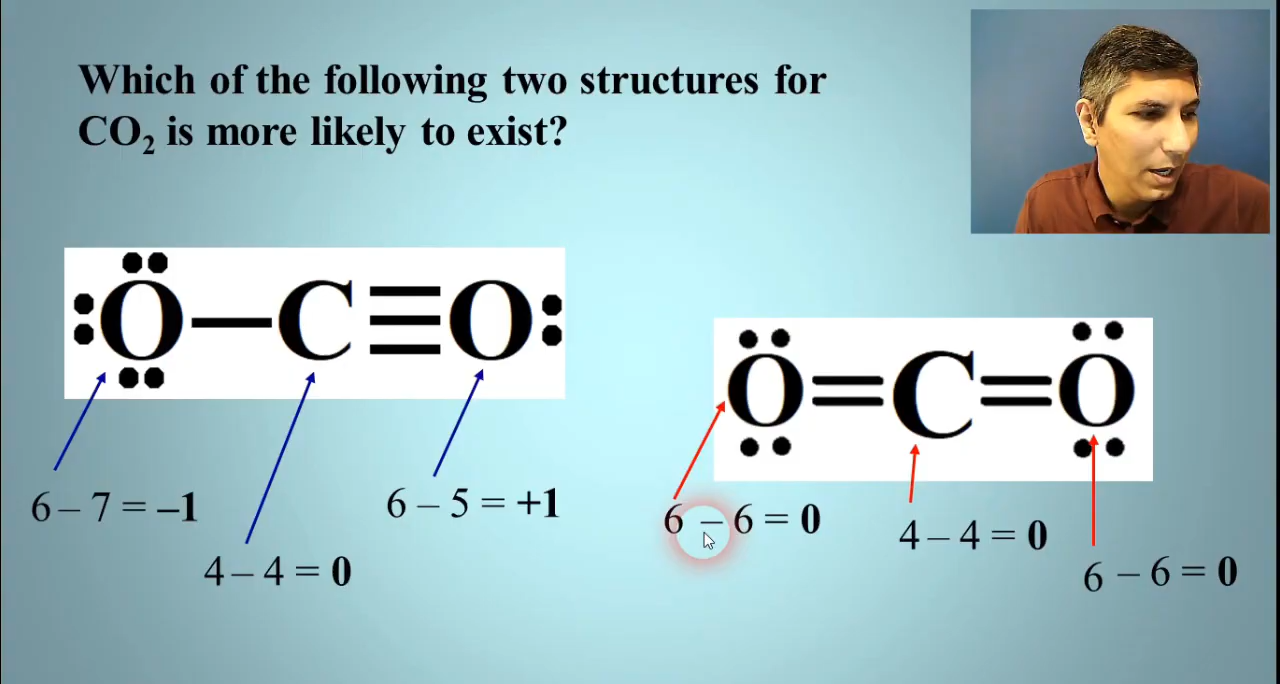 Which of the following two structures for
CO₂ is more likely to exist?
:Ö—C≡O:
Ö=C=Ö
6 – 7 = –1
4 – 4 = 0
6 – 5 = +1
6 – 6 = 0
4 – 4 = 0
6 – 6 = 0